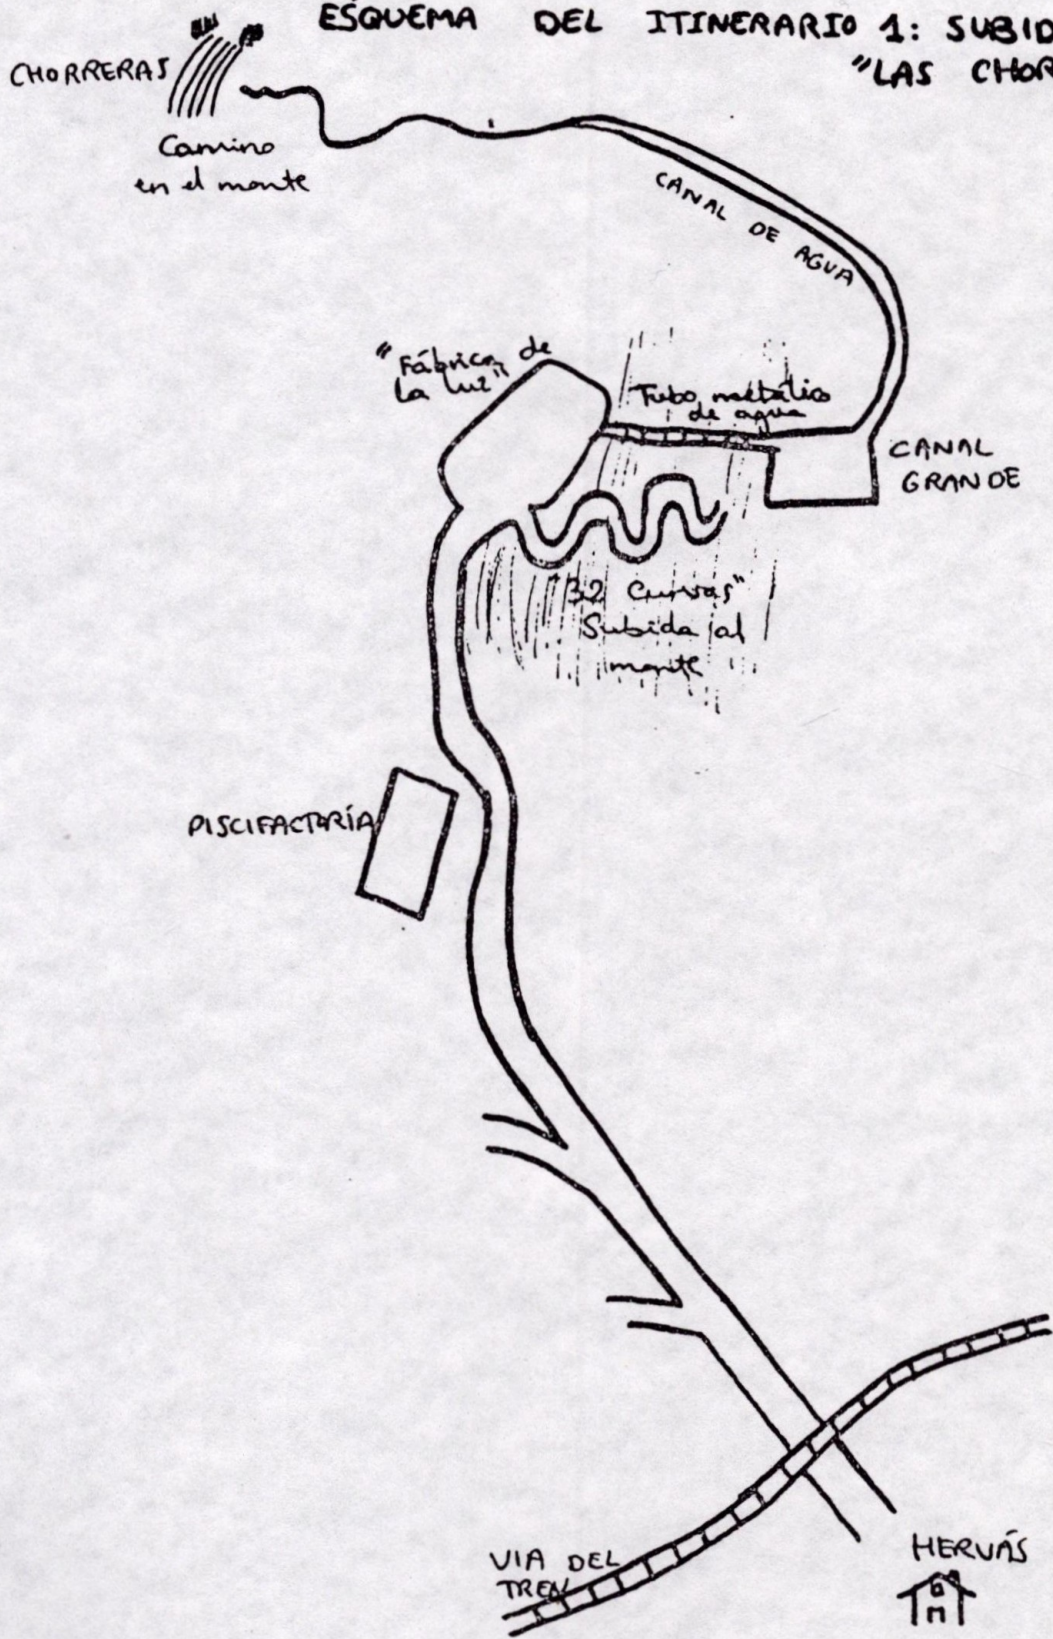 ESQUEMA DEL ITINERARIO 1: SUBID
"LAS CHOR
CHORRERAS
Camino
en el monte
CANAL DE AGUA
"Fábrica de
la luz"
Tubo metálico
de agua
CANAL
GRANDE
"32 Curvas"
Subida al
monte
PISCIFACTORÍA
VIA DEL
TREN
HERVÁS